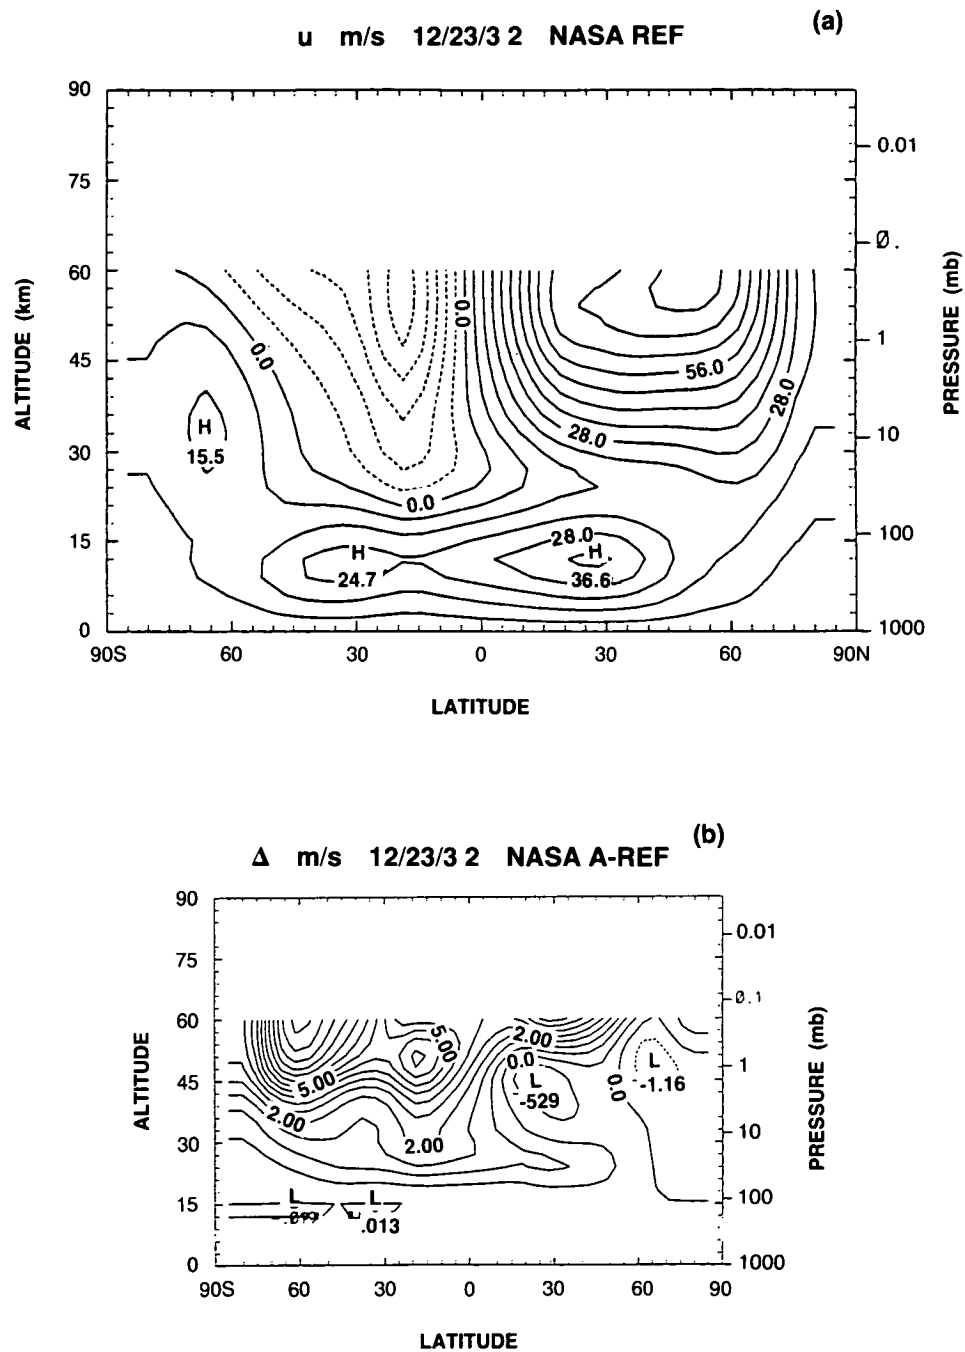 (a)
u m/s 12/23/3 2 NASA REF
90
75
60
45
30
15
0
ALTITUDE (km)
0.01
Ø.
1
10
100
1000
PRESSURE (mb)
0.0
0.0
56.0
28.0
28.0
H
15.5
0.0
28.0
H
24.7
H
36.6
90S 60 30 0 30 60 90N
LATITUDE
(b)
Δ m/s 12/23/3 2 NASA A-REF
90
75
60
45
30
15
0
ALTITUDE
0.01
Ø.1
1
10
100
1000
PRESSURE (mb)
5.00
2.00
0.0
5.00
L
-529
L
-1.16
0.0
2.00
2.00
L
L
.013
90S 60 30 0 30 60 90
LATITUDE